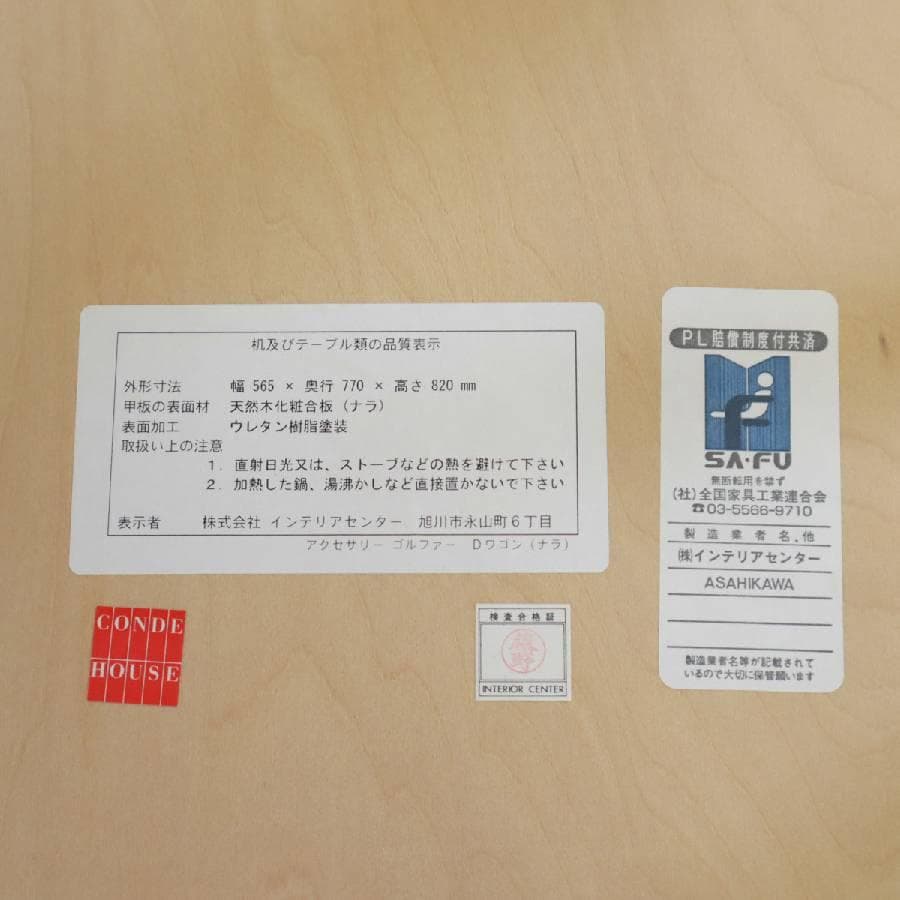 机及びテーブル類の品質表示
外形寸法 幅 565 × 奥行 770 × 高さ 820 mm
甲板の表面材 天然木化粧合板（ナラ）
表面加工 ウレタン樹脂塗装
取扱い上の注意
1. 直射日光又は、ストーブなどの熱を避けて下さい
2. 加熱した鍋、湯沸かしなど直接置かないで下さい
表示者 株式会社 インテリアセンター 旭川市永山町6丁目
アクセサリー ゴルファー Dワゴン（ナラ）
CONDE
HOUSE
検査合格証
INTERIOR CENTER
PL賠償制度付共済
SA・FU
無断転用を禁ず
（社）全国家具工業連合会
☎03-5566-9710
製造業者名、他
㈱インテリアセンター
ASAHIKAWA
製造業者名等が記載されて
いるので大切に保管願います